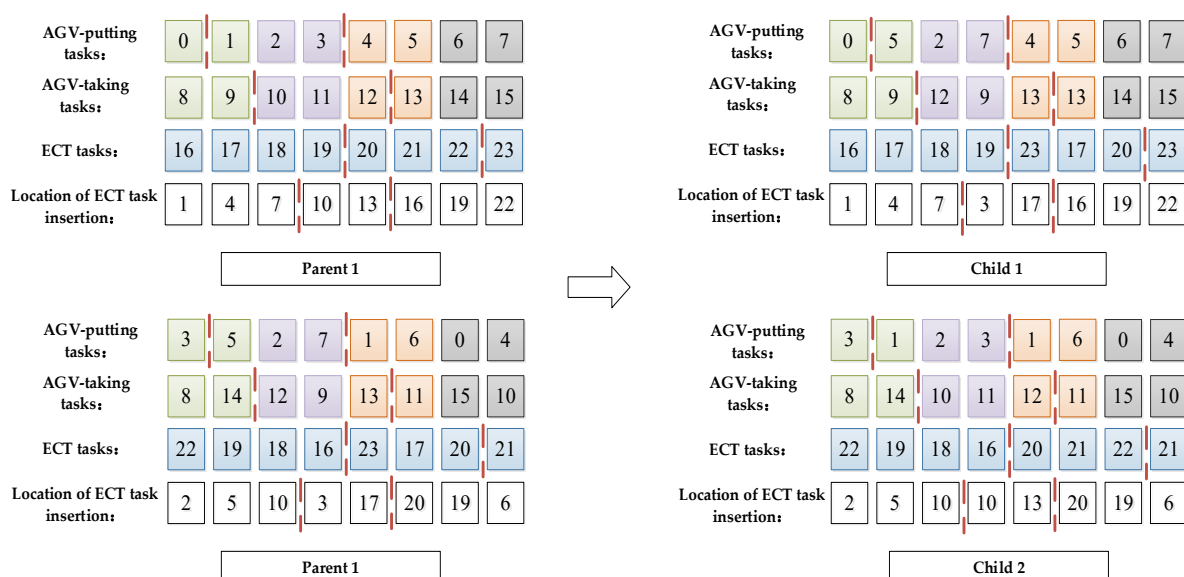 AGV-putting
tasks:
0 1 2 3 4 5 6 7
AGV-taking
tasks:
8 9 10 11 12 13 14 15
ECT tasks:
16 17 18 19 20 21 22 23
Location of ECT task
insertion:
1 4 7 10 13 16 19 22
Parent 1
AGV-putting
tasks:
3 5 2 7 1 6 0 4
AGV-taking
tasks:
8 14 12 9 13 11 15 10
ECT tasks:
22 19 18 16 23 17 20 21
Location of ECT task
insertion:
2 5 10 3 17 20 19 6
Parent 1
AGV-putting
tasks:
0 5 2 7 4 5 6 7
AGV-taking
tasks:
8 9 12 9 13 13 14 15
ECT tasks:
16 17 18 19 23 17 20 23
Location of ECT task
insertion:
1 4 7 3 17 16 19 22
Child 1
AGV-putting
tasks:
3 1 2 3 1 6 0 4
AGV-taking
tasks:
8 14 10 11 12 11 15 10
ECT tasks:
22 19 18 16 20 21 22 21
Location of ECT task
insertion:
2 5 10 10 13 20 19 6
Child 2